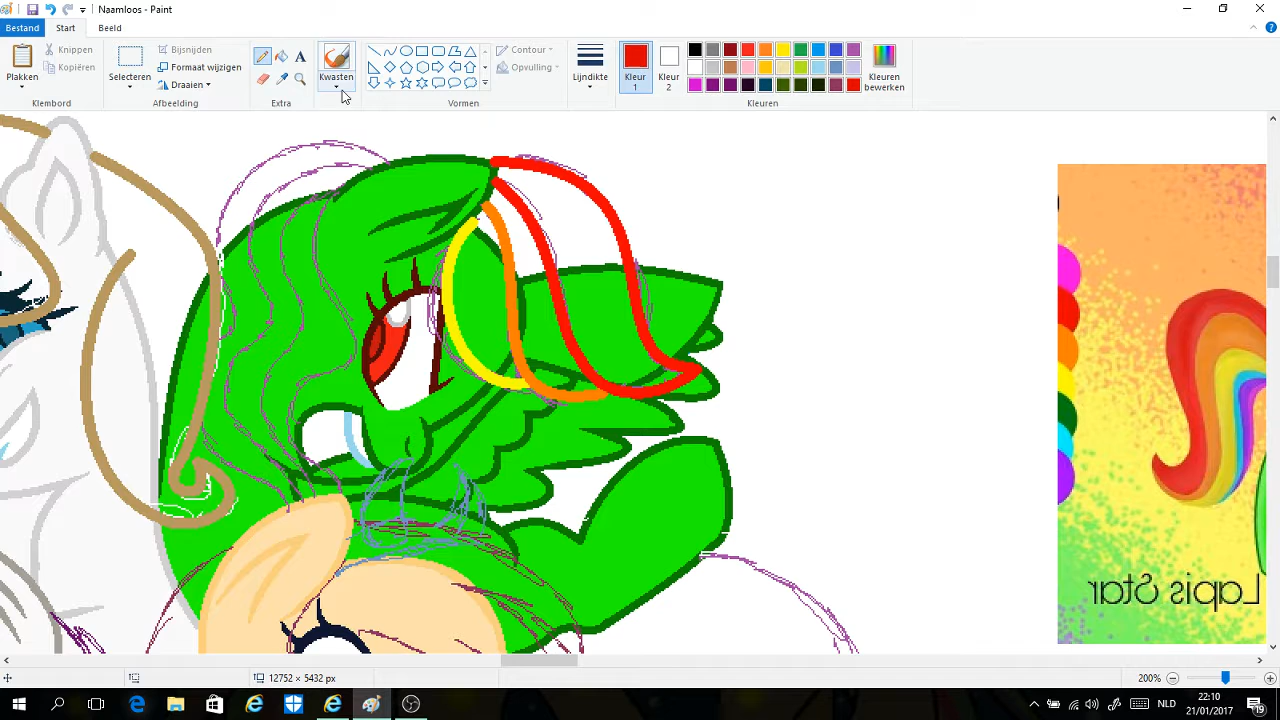 Naamloos - Paint
Bestand Start Beeld
Plakken
Knippen
Kopiëren
Klembord
Selecteren
Bijsnijden
Formaat wijzigen
Draaien
Afbeelding
Extra
Kwasten
Contour
Opvulling
Vormen
Lijndikte
Kleur 1
Kleur 2
Kleuren bewerken
Kleuren
Lapis Star
12752 × 5432 px
200%
NLD
22:10
21/01/2017
19